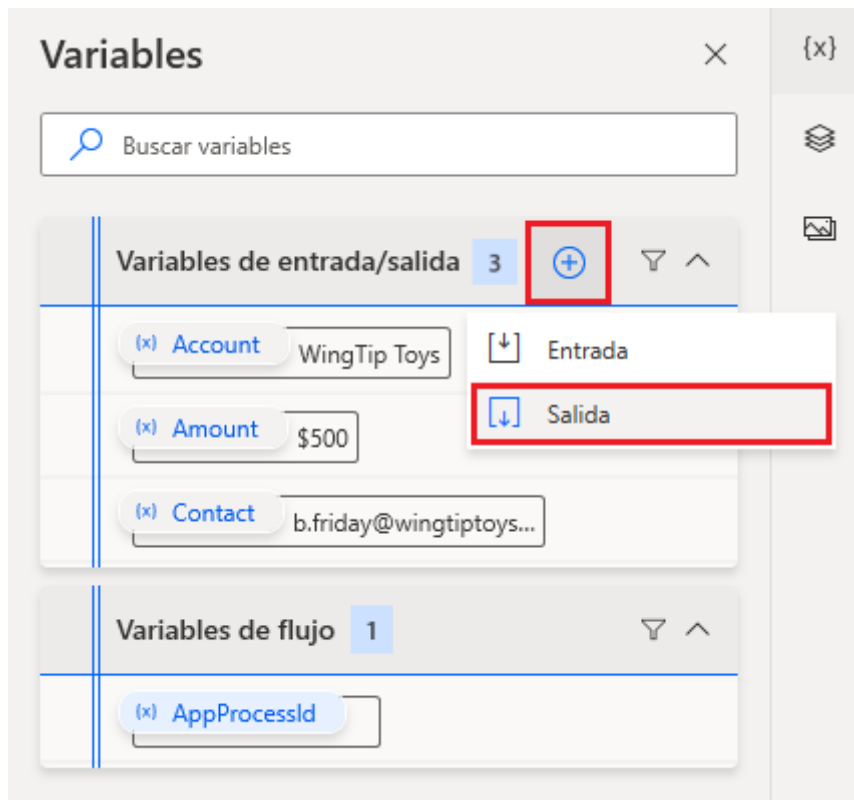 Variables
{x}
Buscar variables
Variables de entrada/salida 3
(x) Account WingTip Toys
Entrada
(x) Amount $500
Salida
(x) Contact b.friday@wingtiptoys...
Variables de flujo 1
(x) AppProcessId